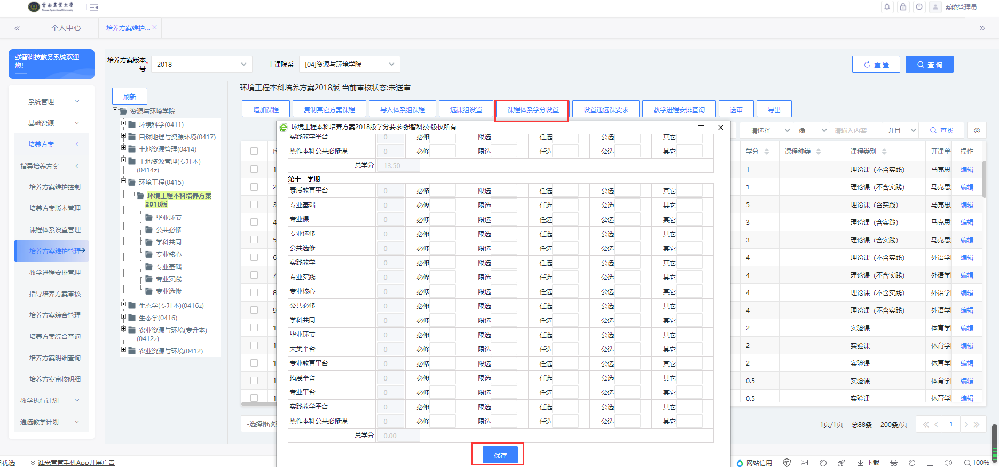 雲南農業大學
Yunnan Agricultural University
系统管理员
«
个人中心
培养方案维护...
»
强智科技教务系统欢迎您!
培养方案版本号*
2018
上课院系
[04]资源与环境学院
重 置
查 询
系统管理
基础资源
培养方案
指导培养方案
培养方案维护控制
培养方案版本管理
课程体系设置管理
培养方案维护管理
教学进程安排管理
指导培养方案审核
培养方案综合管理
培养方案综合查询
培养方案明细查询
培养方案审核明细
教学执行计划
通选教学计划
刷新
资源与环境学院
环境科学(0411)
自然地理与资源环境(0417)
土地资源管理(0414)
土地资源管理(专升本)
(0414z)
环境工程(0415)
环境工程本科培养方案
2018版
毕业环节
公共必修
学科共同
专业核心
专业基础
专业实践
专业选修
生态学(专升本)(0416z)
生态学(0416)
农业资源与环境(专升本)
(0412z)
农业资源与环境(0412)
环境工程本科培养方案2018版 当前审核状态:未送审
增加课程 复制其它方案课程 导入体系组课程 选课组设置 课程体系学分设置 设置通选课要求 教学进程安排查询 送审 导出
--请选择-- 像 请输入内容 并且 查找
环境工程本科培养方案2018版学分要求·强智科技·版权所有
实践教学平台 0 必修 限选 任选 公选 其它
热作本科公共必修课 0 必修 限选 任选 公选 其它
总学分 13.50
第十二学期
素质教育平台 0 必修 限选 任选 公选 其它
专业基础 0 必修 限选 任选 公选 其它
专业课 0 必修 限选 任选 公选 其它
专业选修 0 必修 限选 任选 公选 其它
公共选修 0 必修 限选 任选 公选 其它
实践教学 0 必修 限选 任选 公选 其它
专业实践 0 必修 限选 任选 公选 其它
专业核心 0 必修 限选 任选 公选 其它
公共必修 0 必修 限选 任选 公选 其它
学科共同 0 必修 限选 任选 公选 其它
毕业环节 0 必修 限选 任选 公选 其它
大类平台 0 必修 限选 任选 公选 其它
专业教育平台 0 必修 限选 任选 公选 其它
拓展平台 0 必修 限选 任选 公选 其它
专业平台 0 必修 限选 任选 公选 其它
实践教学平台 0 必修 限选 任选 公选 其它
热作本科公共必修课 0 必修 限选 任选 公选 其它
总学分 0.00
保存
学分 课程种类 课程类别 开课单 操作
1 1 理论课（不含实践） 马克思 编辑
2 1 理论课（不含实践） 马克思 编辑
3 5 理论课（含实践） 马克思 编辑
4 3 理论课（含实践） 马克思 编辑
5 3 理论课（含实践） 马克思 编辑
6 4 理论课（不含实践） 外语学 编辑
7 4 理论课（不含实践） 外语学 编辑
8 4 理论课（不含实践） 外语学 编辑
9 4 理论课（不含实践） 外语学 编辑
1 2 实验课 体育学 编辑
1 2 实验课 体育学 编辑
1 2 实验课 体育学 编辑
1 0.5 实验课 体育学 编辑
1 0.5 实验课 体育学 编辑
-选择修改
1页/1页 总88条 200条/页 1
优选
谁来管管手机App开屏广告
网站信用
下载
100%